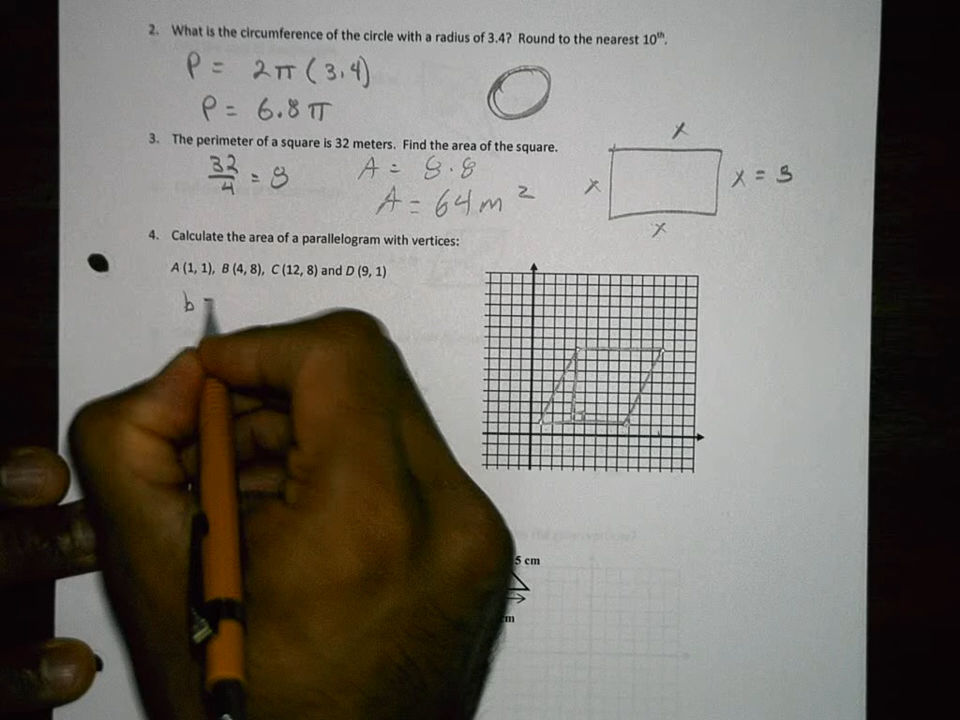 2. What is the circumference of the circle with a radius of 3.4? Round to the nearest 10th.
P = 2π (3.4)
P = 6.8π
3. The perimeter of a square is 32 meters. Find the area of the square.
x
32/4 = 8
A = 8.8
x
x = 8
A = 64 m²
x
4. Calculate the area of a parallelogram with vertices:
A (1, 1), B (4, 8), C (12, 8) and D (9, 1)
b =
5 cm